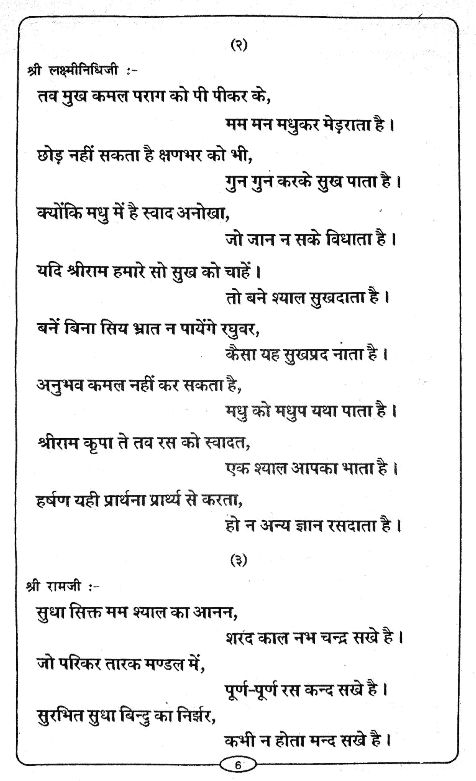 (२)
श्री लक्ष्मीनिधिजी :-
तव मुख कमल पराग को पी पीकर के,
मम मन मधुकर मेड़राता है ।
छोड़ नहीं सकता है क्षणभर को भी,
गुन गुन करके सुख पाता है ।
क्योंकि मधु में है स्वाद अनोखा,
जो जान न सके विधाता है ।
यदि श्रीराम हमारे सो सुख को चाहें ।
तो बने श्याल सुखदाता है ।
बनें बिना सिय भ्रात न पायेंगे रघुवर,
कैसा यह सुखप्रद नाता है ।
अनुभव कमल नहीं कर सकता है,
मधु को मधुप यथा पाता है ।
श्रीराम कृपा ते तव रस को स्वादत,
एक श्याल आपका भाता है ।
हर्षण यही प्रार्थना प्रार्थ्य से करता,
हो न अन्य ज्ञान रसदाता है ।
(३)
श्री रामजी :-
सुधा सिक्त मम श्याल का आनन,
शरद काल नभ चन्द्र सखे है ।
जो परिकर तारक मण्डल में,
पूर्ण-पूर्ण रस कन्द सखे है ।
सुरभित सुधा बिन्दु का निर्झर,
कभी न होता मन्द सखे है ।
6